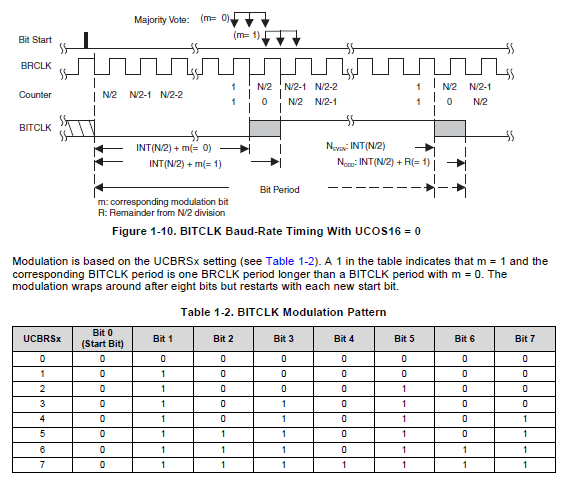 Majority Vote: (m= 0)
(m= 1)
Bit Start
BRCLK
Counter
N/2 N/2-1 N/2-2 1 N/2 N/2-1 N/2-2 1 N/2 N/2-1
1 0 N/2 N/2-1 1 0 N/2
BITCLK
INT(N/2) + m(= 0)
NEVEN: INT(N/2)
INT(N/2) + m(= 1)
NODD: INT(N/2) + R(= 1)
Bit Period
m: corresponding modulation bit
R: Remainder from N/2 division
Figure 1-10. BITCLK Baud-Rate Timing With UCOS16 = 0
Modulation is based on the UCBRSx setting (see Table 1-2). A 1 in the table indicates that m = 1 and the
corresponding BITCLK period is one BRCLK period longer than a BITCLK period with m = 0. The
modulation wraps around after eight bits but restarts with each new start bit.
Table 1-2. BITCLK Modulation Pattern
UCBRSx Bit 0 (Start Bit) Bit 1 Bit 2 Bit 3 Bit 4 Bit 5 Bit 6 Bit 7
0 0 0 0 0 0 0 0 0
1 0 1 0 0 0 0 0 0
2 0 1 0 0 0 1 0 0
3 0 1 0 1 0 1 0 0
4 0 1 0 1 0 1 0 1
5 0 1 1 1 0 1 0 1
6 0 1 1 1 0 1 1 1
7 0 1 1 1 1 1 1 1